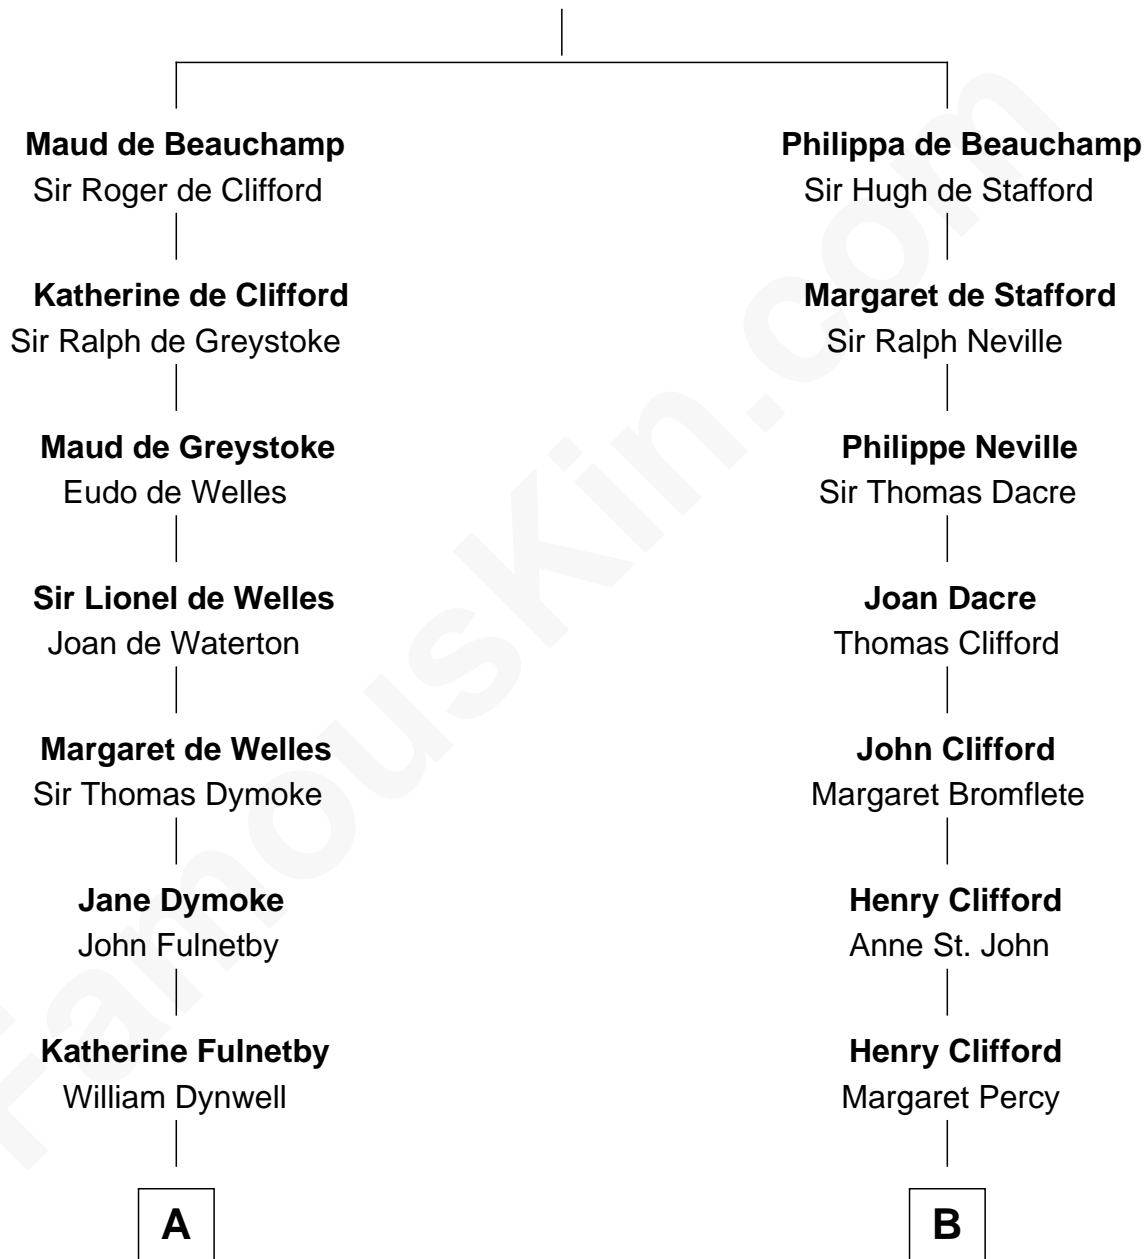 Maud de Beauchamp
Sir Roger de Clifford
Katherine de Clifford
Sir Ralph de Greystoke
Maud de Greystoke
Eudo de Welles
Sir Lionel de Welles
Joan de Waterton
Margaret de Welles
Sir Thomas Dymoke
Jane Dymoke
John Fulnetby
Katherine Fulnetby
William Dynwell
A
Philippa de Beauchamp
Sir Hugh de Stafford
Margaret de Stafford
Sir Ralph Neville
Philippe Neville
Sir Thomas Dacre
Joan Dacre
Thomas Clifford
John Clifford
Margaret Bromflete
Henry Clifford
Anne St. John
Henry Clifford
Margaret Percy
B
FamousKin.com